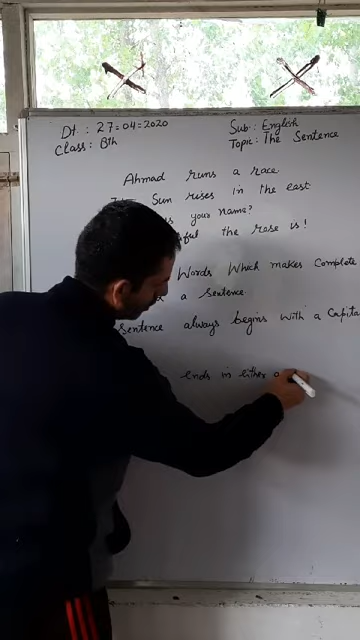 Dt : 27=04=2020
Sub: English
Class: 8th
Topic: The Sentence
Ahmad runs a race
Sun rises in the east
your name?
the rose is!
Words Which makes Complete
a Sentence.
Sentence always begins with a Capita
ends in either a